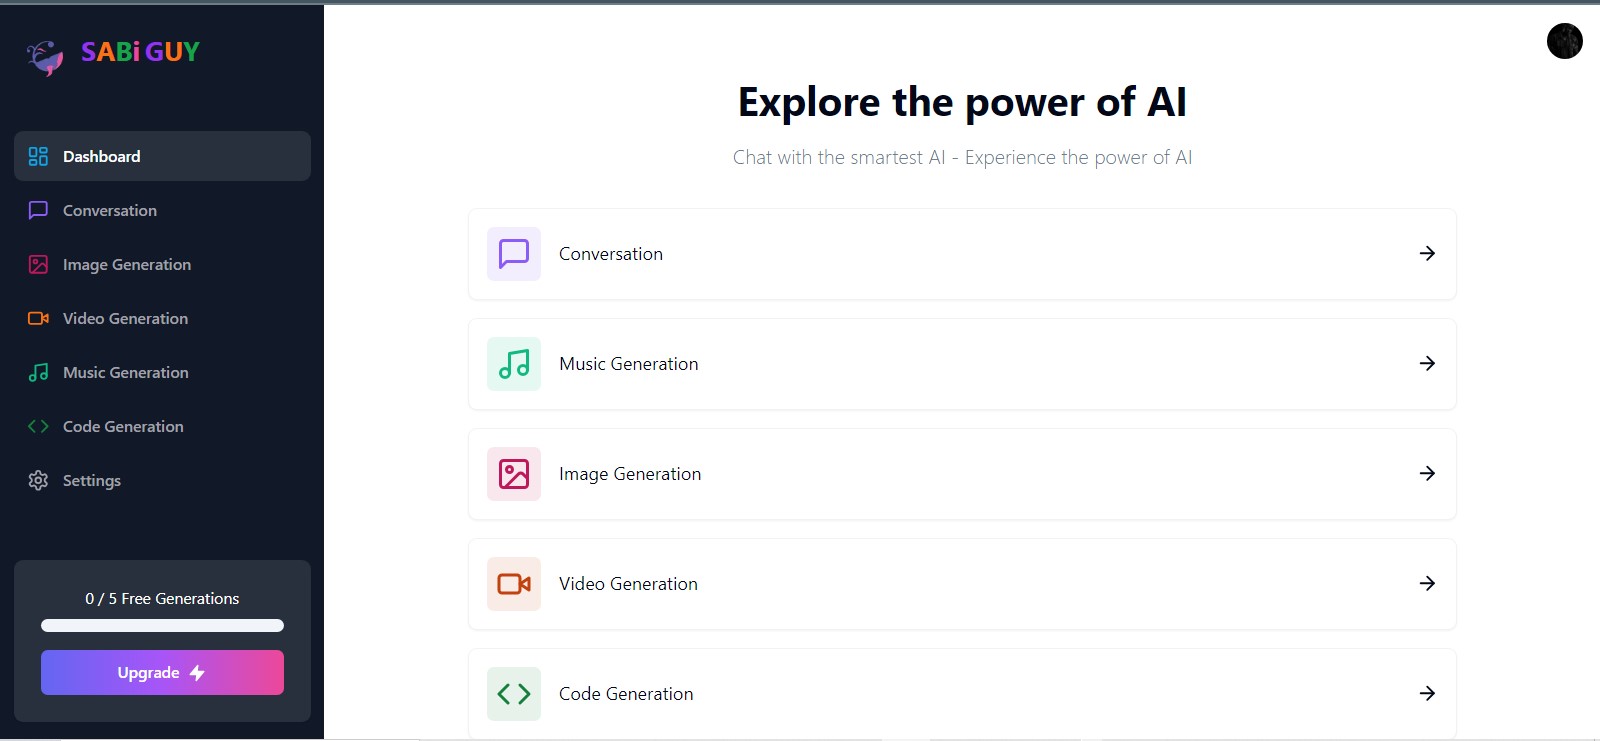 SABi GUY
Dashboard
Conversation
Image Generation
Video Generation
Music Generation
Code Generation
Settings
0 / 5 Free Generations
Upgrade
Explore the power of AI
Chat with the smartest AI - Experience the power of AI
Conversation
Music Generation
Image Generation
Video Generation
Code Generation